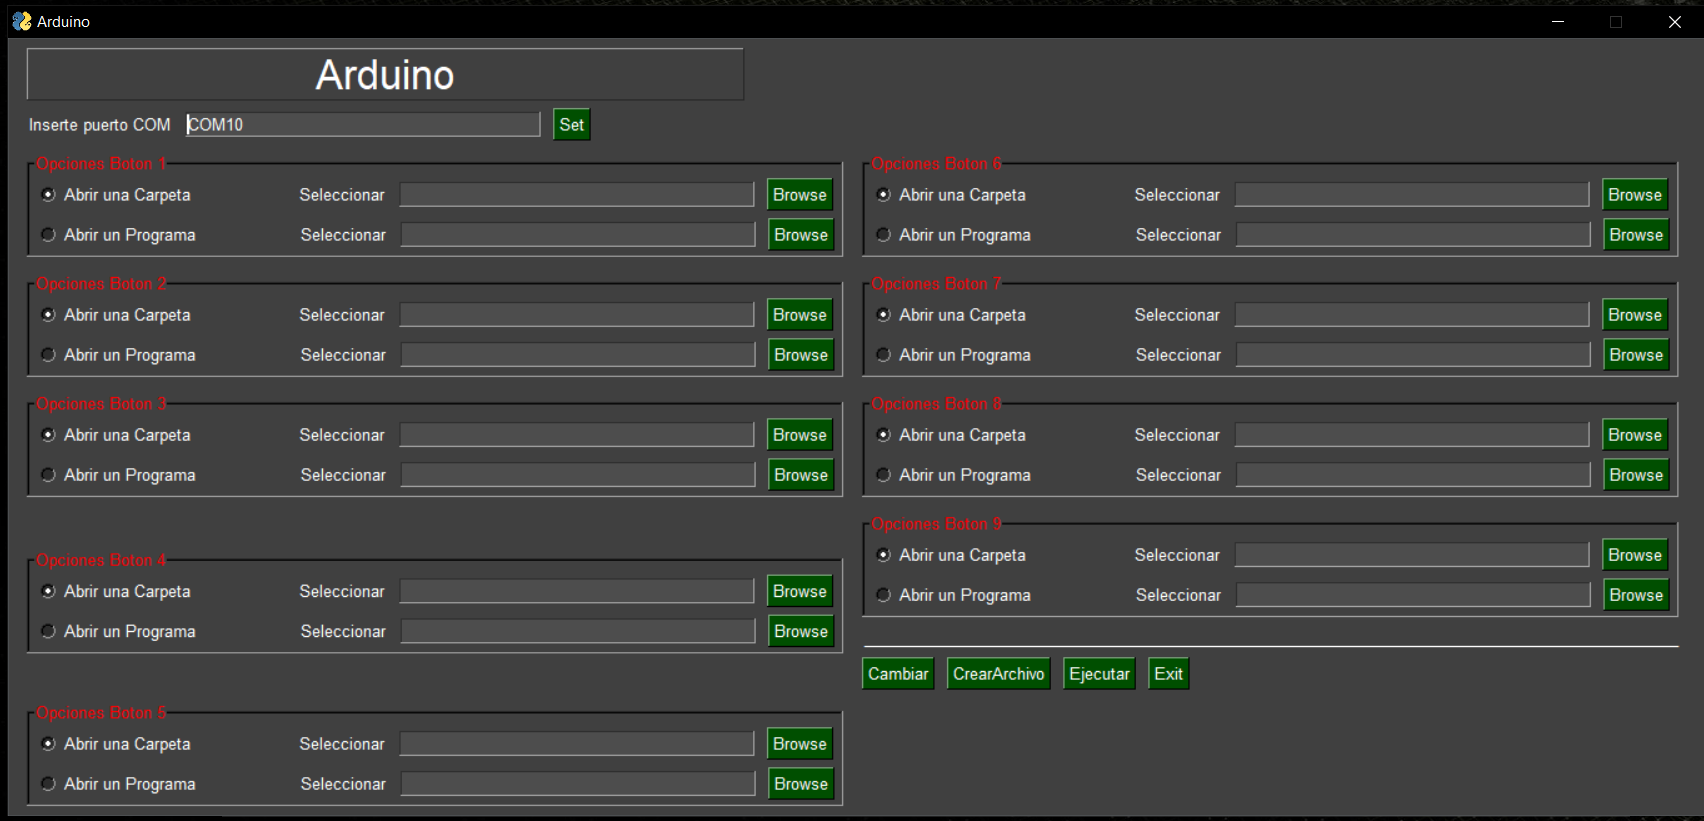 Arduino
Arduino
Inserte puerto COM COM10 Set
Opciones Boton 1
Abrir una Carpeta Seleccionar Browse
Abrir un Programa Seleccionar Browse
Opciones Boton 2
Abrir una Carpeta Seleccionar Browse
Abrir un Programa Seleccionar Browse
Opciones Boton 3
Abrir una Carpeta Seleccionar Browse
Abrir un Programa Seleccionar Browse
Opciones Boton 4
Abrir una Carpeta Seleccionar Browse
Abrir un Programa Seleccionar Browse
Opciones Boton 5
Abrir una Carpeta Seleccionar Browse
Abrir un Programa Seleccionar Browse
Opciones Boton 6
Abrir una Carpeta Seleccionar Browse
Abrir un Programa Seleccionar Browse
Opciones Boton 7
Abrir una Carpeta Seleccionar Browse
Abrir un Programa Seleccionar Browse
Opciones Boton 8
Abrir una Carpeta Seleccionar Browse
Abrir un Programa Seleccionar Browse
Opciones Boton 9
Abrir una Carpeta Seleccionar Browse
Abrir un Programa Seleccionar Browse
Cambiar CrearArchivo Ejecutar Exit